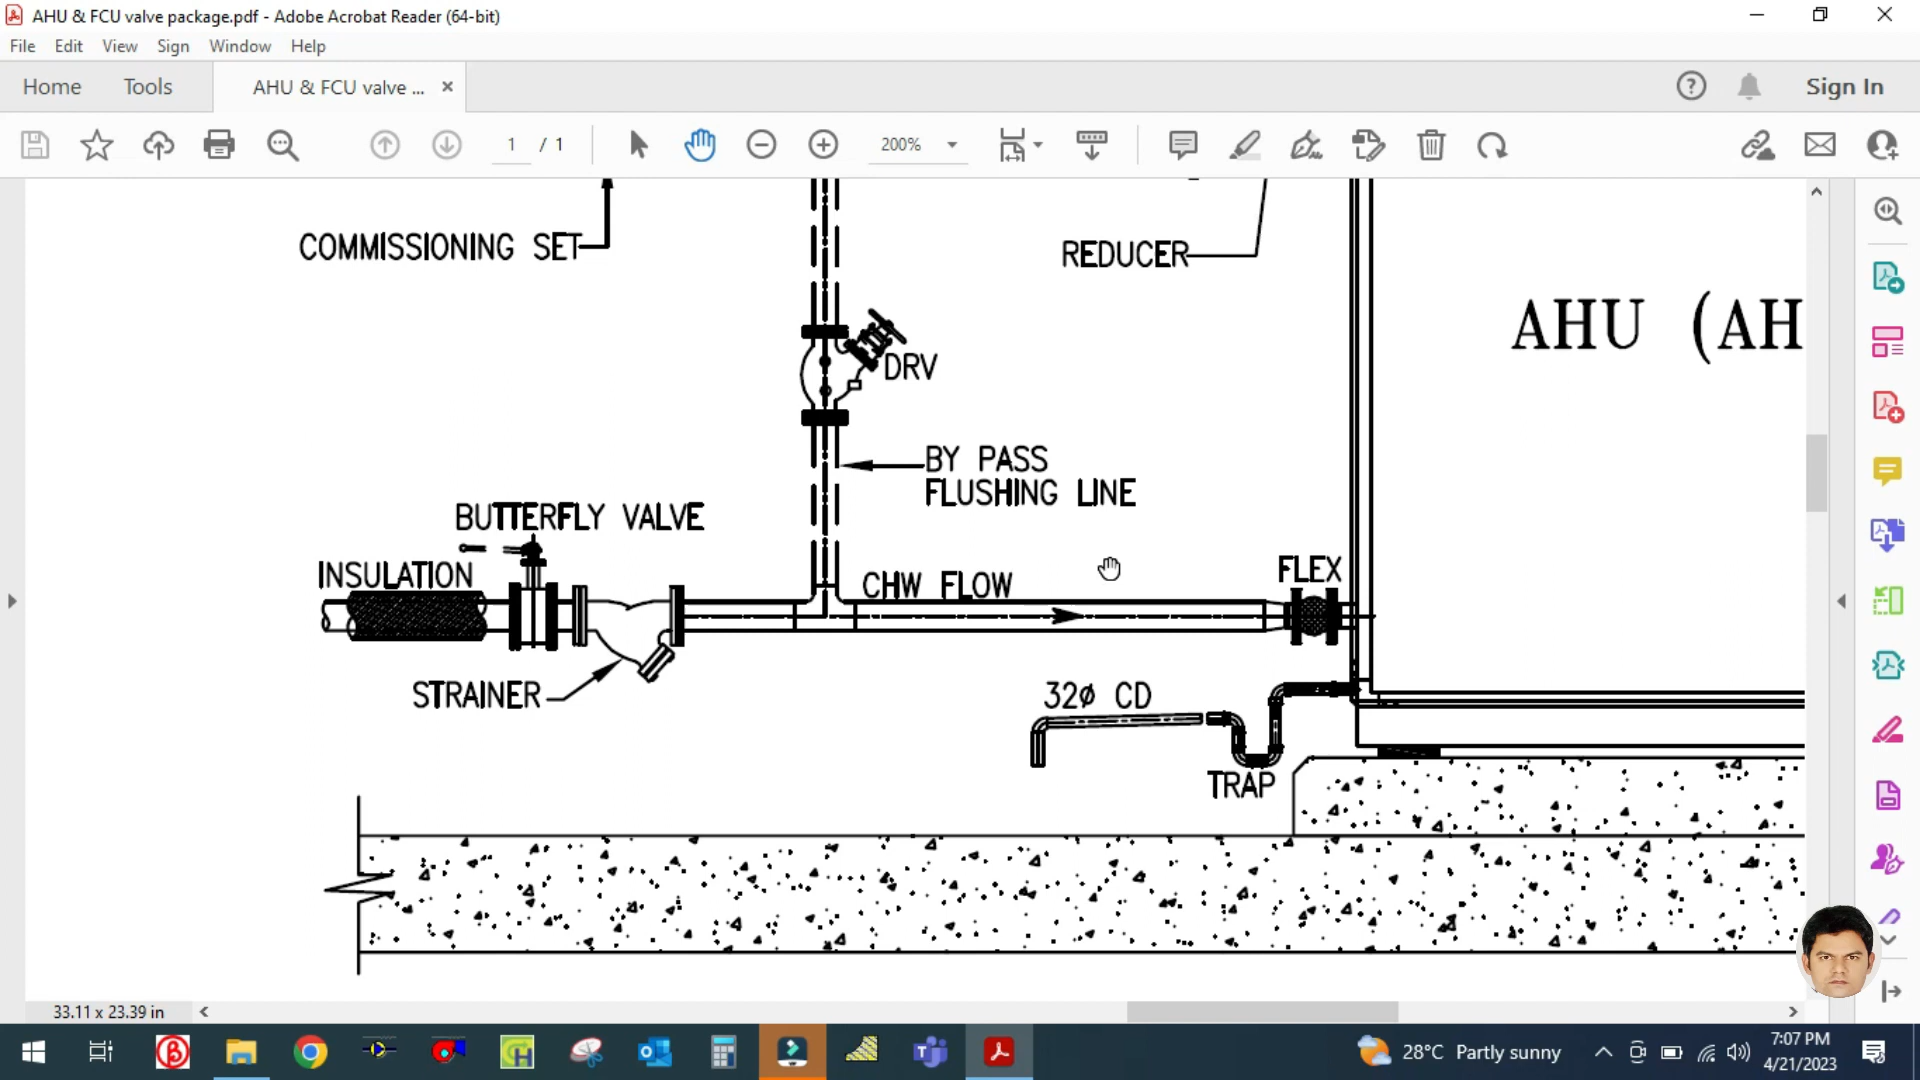 AHU & FCU valve package.pdf - Adobe Acrobat Reader (64-bit)
File Edit View Sign Window Help
Home Tools AHU & FCU valve ... × Sign In
1 / 1 200%
COMMISSIONING SET
REDUCER
AHU (AH
DRV
BY PASS
FLUSHING LINE
BUTTERFLY VALVE
INSULATION
CHW FLOW
FLEX
STRAINER
32ø CD
TRAP
33.11 x 23.39 in
28°C Partly sunny
7:07 PM
4/21/2023